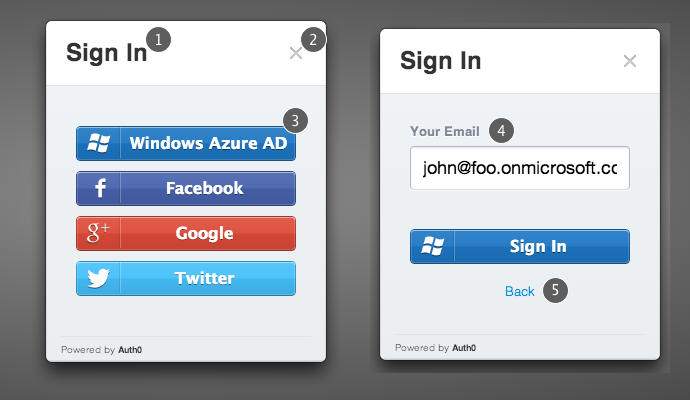 Sign In 1
× 2
3
Windows Azure AD
f Facebook
g+ Google
Twitter
Powered by Auth0
Sign In
×
Your Email 4
john@foo.onmicrosoft.cc
Sign In
Back 5
Powered by Auth0